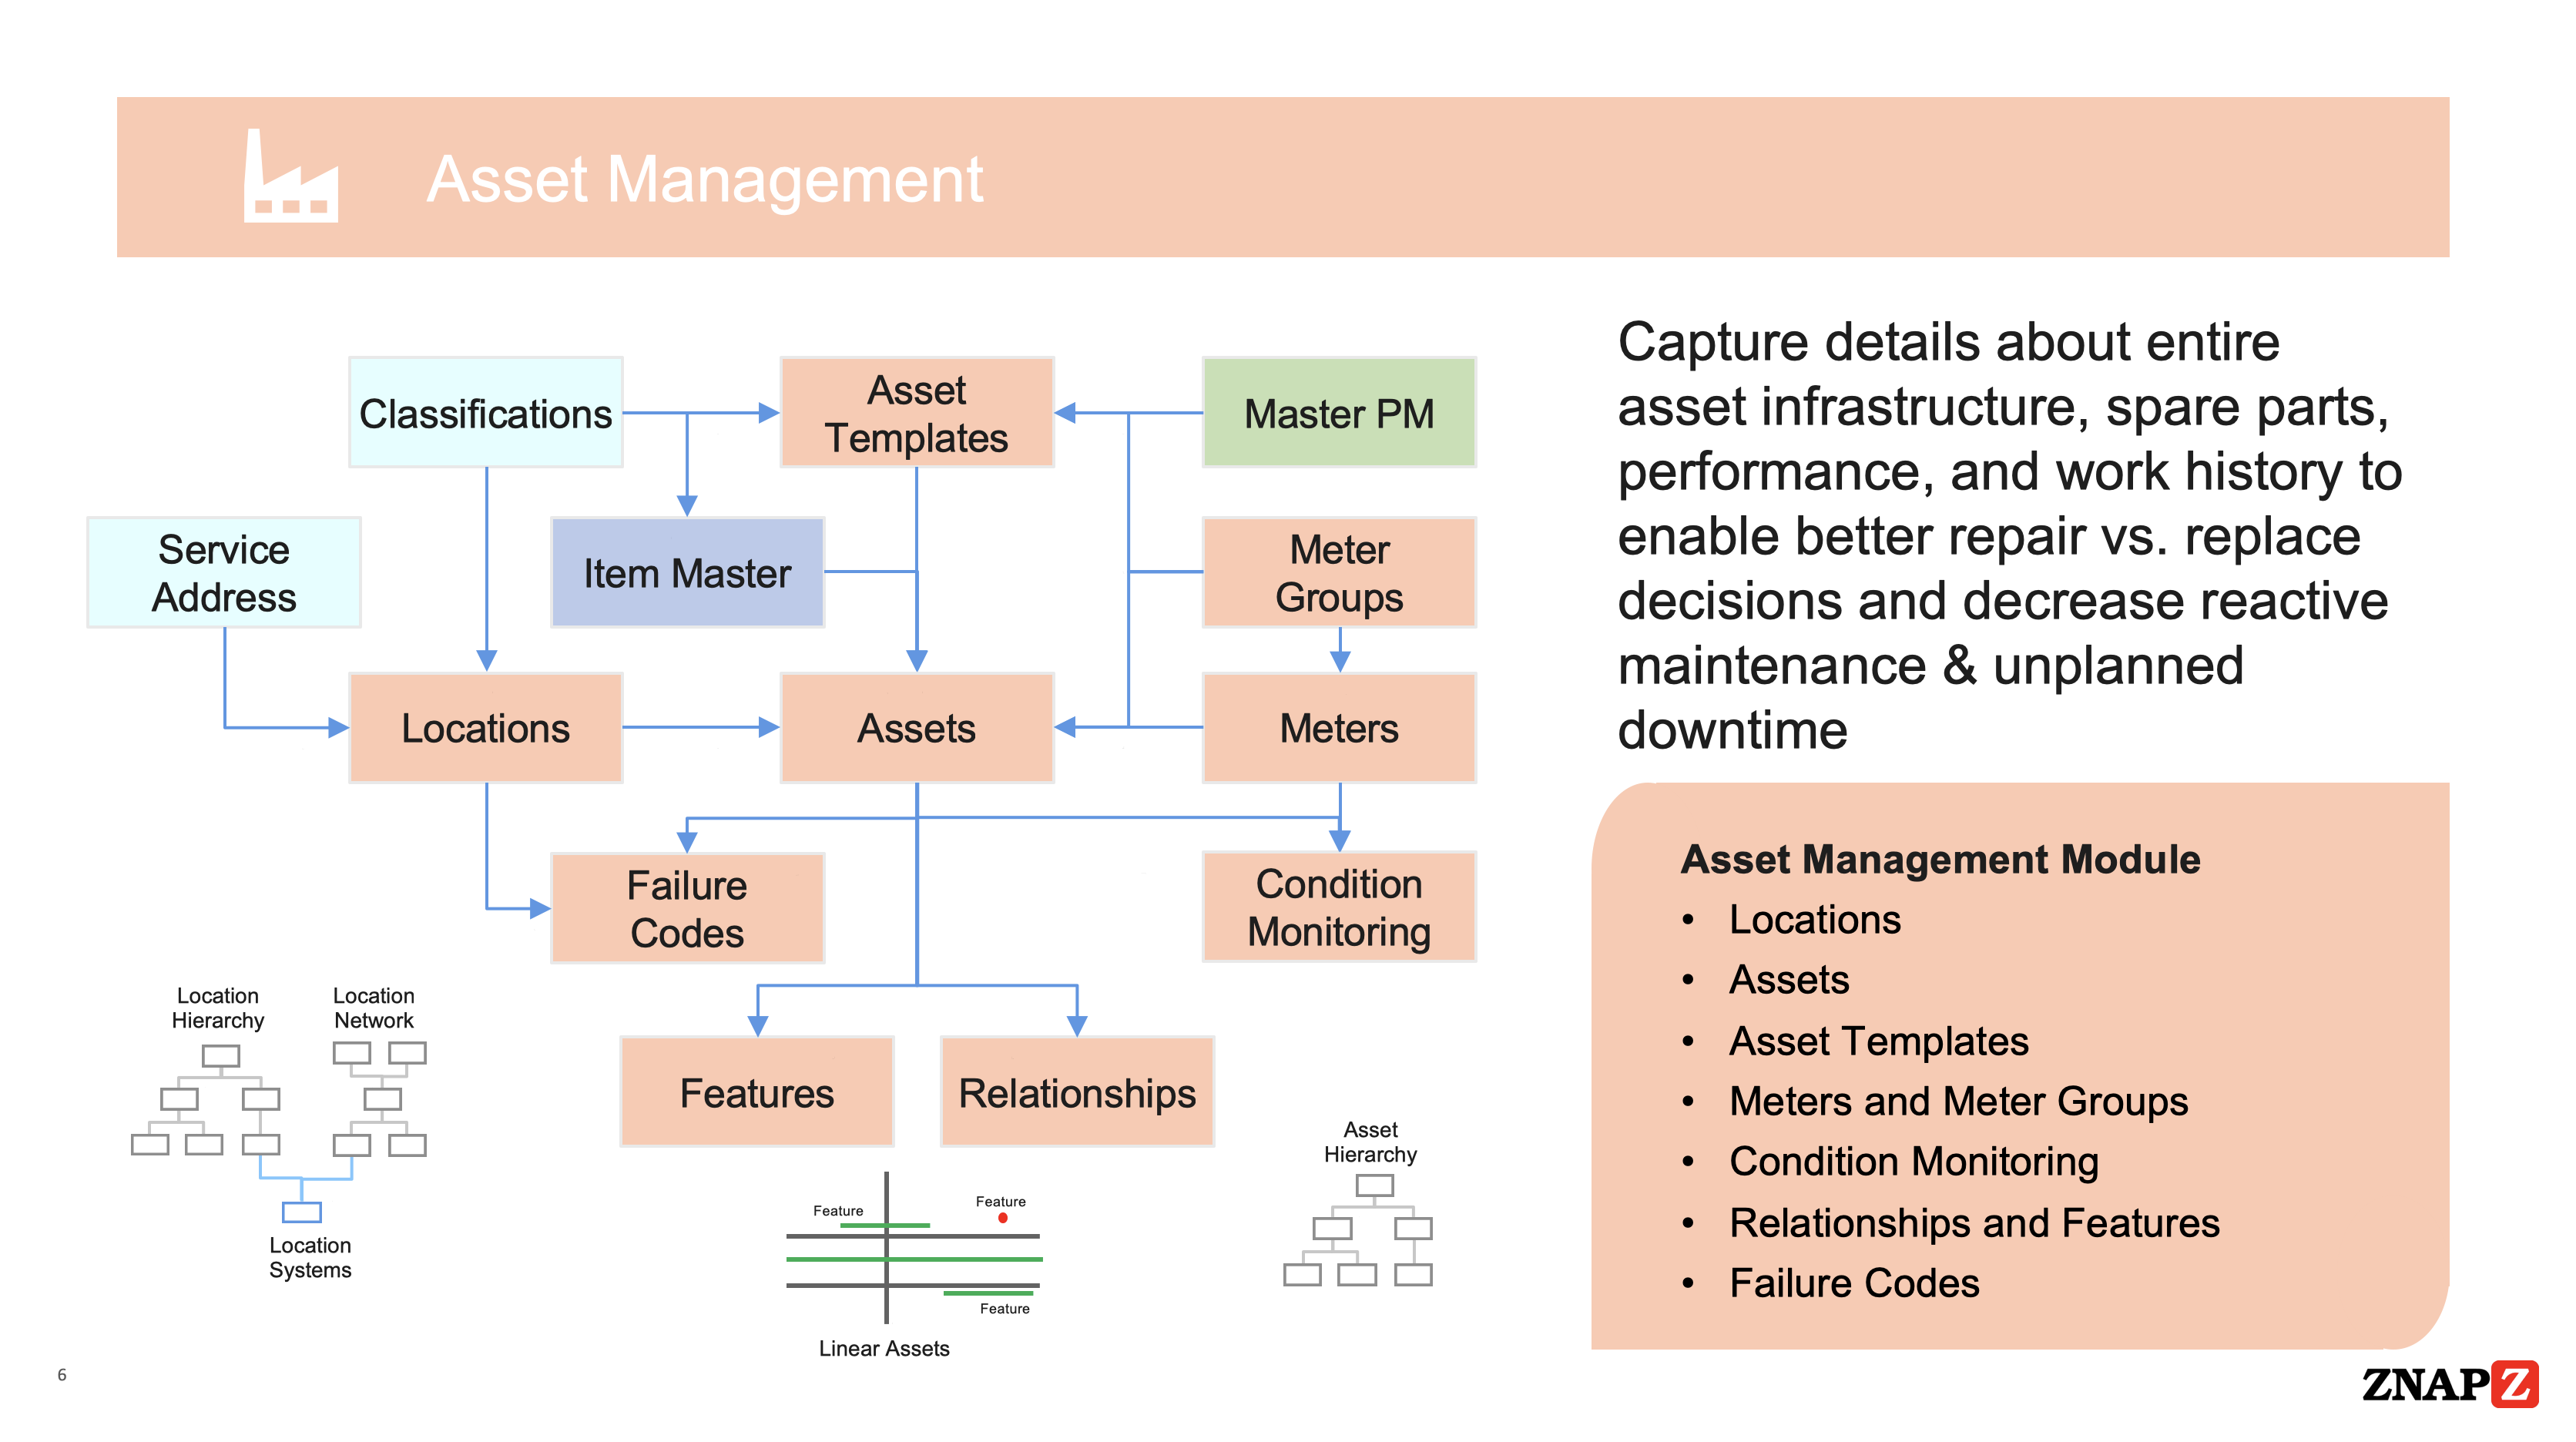 Asset Management
Classifications
Asset
Templates
Master PM
Service
Address
Item Master
Meter
Groups
Locations
Assets
Meters
Failure
Codes
Condition
Monitoring
Features
Relationships
Location
Hierarchy
Location
Network
Location
Systems
Feature
Feature
Feature
Linear Assets
Asset
Hierarchy
Capture details about entire
asset infrastructure, spare parts,
performance, and work history to
enable better repair vs. replace
decisions and decrease reactive
maintenance & unplanned
downtime
Asset Management Module
• Locations
• Assets
• Asset Templates
• Meters and Meter Groups
• Condition Monitoring
• Relationships and Features
• Failure Codes
6
ZNAPZ